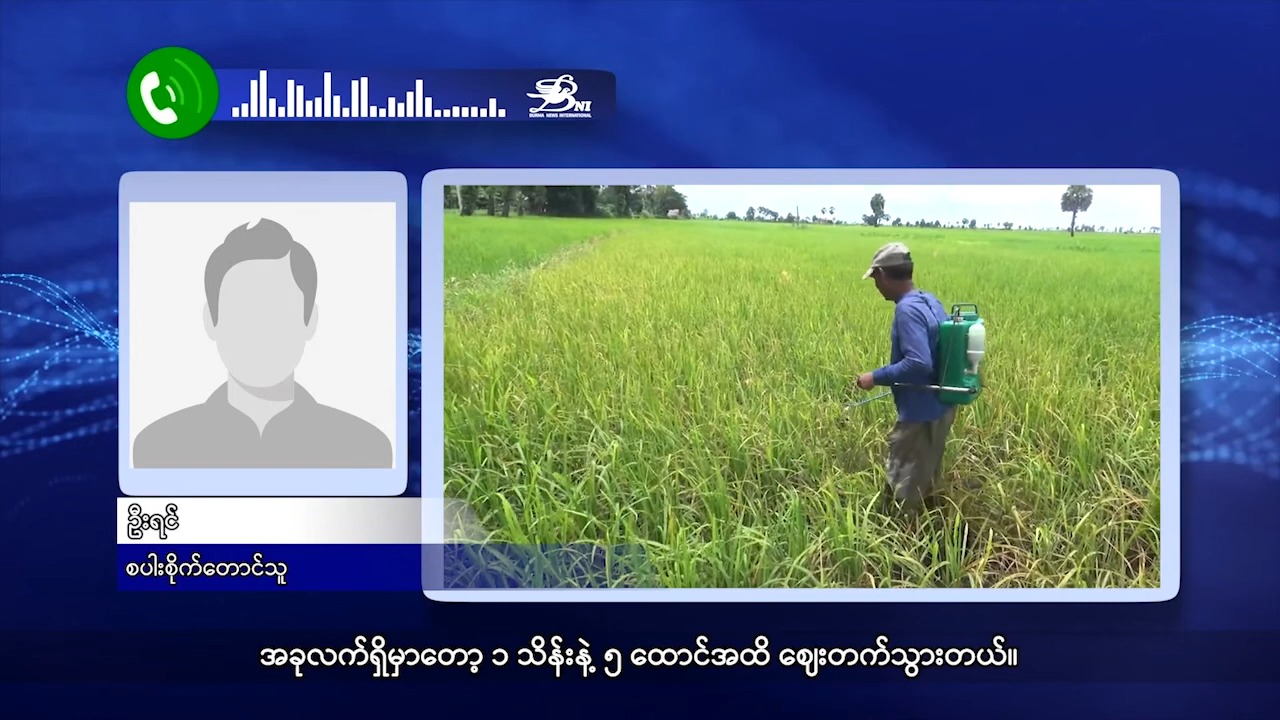 BNI
BURMA NEWS INTERNATIONAL
ဦးရင်
စပါးစိုက်တောင်သူ
အခုလက်ရှိမှာတော့ ၁ သိန်းနဲ့ ၅ ထောင်အထိ ဈေးတက်သွားတယ်။